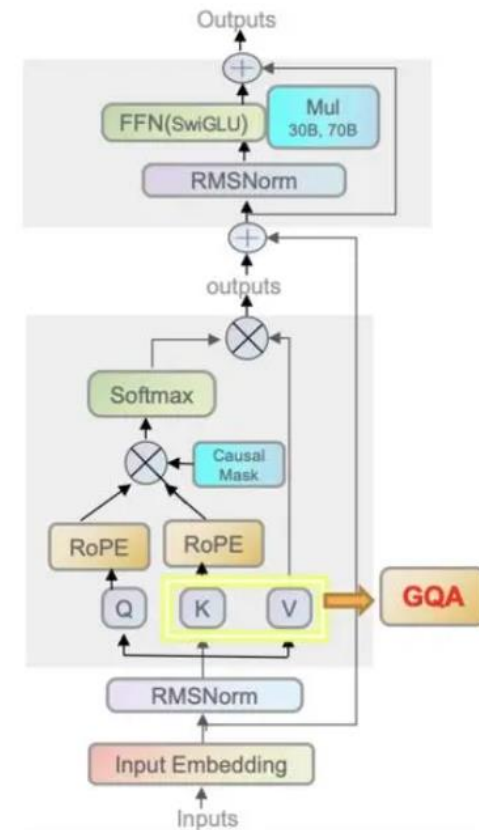 Outputs
+
FFN(SwiGLU)
Mul
30B, 70B
RMSNorm
+
outputs
Softmax
Causal
Mask
RoPE
RoPE
Q
K
V
GQA
RMSNorm
Input Embedding
Inputs